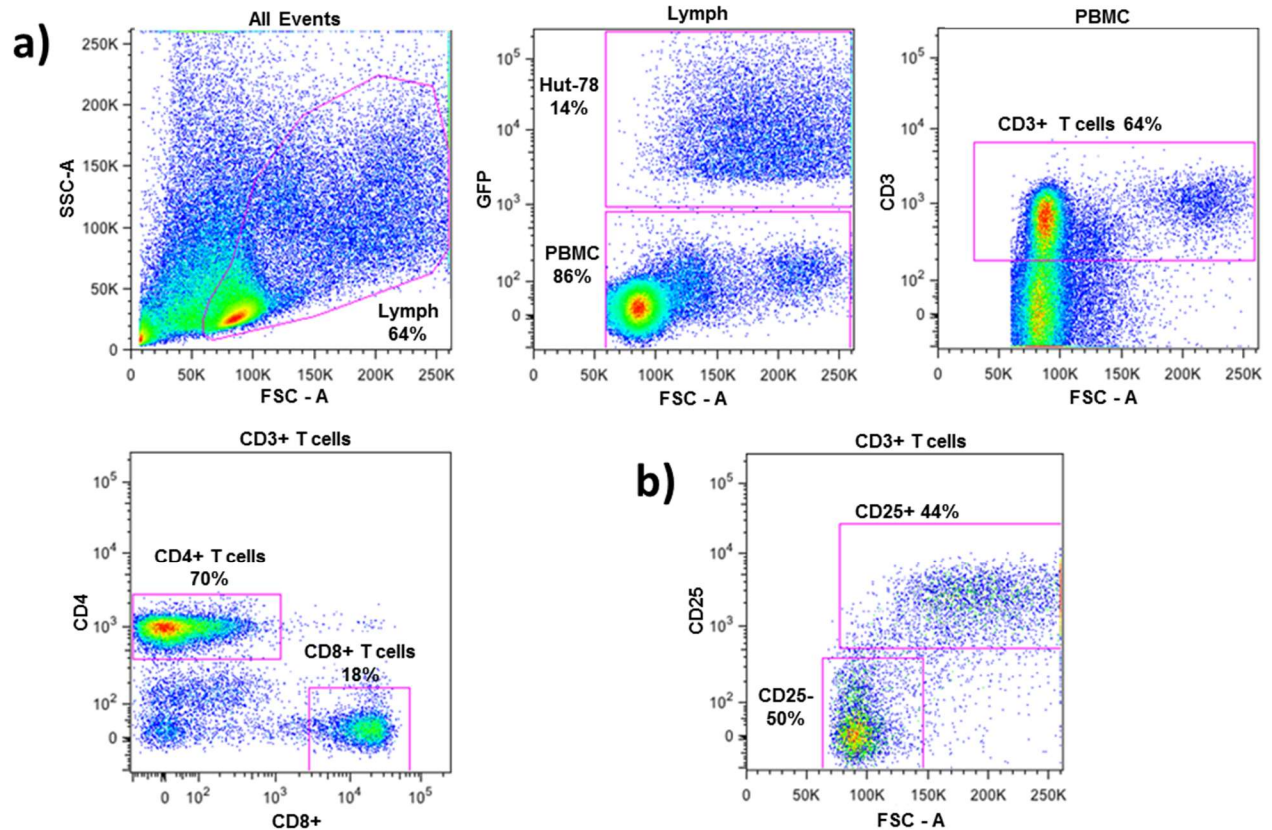 a)
All Events
250K
200K
150K
100K
50K
0
SSC-A
Lymph
64%
0 50K 100K 150K 200K 250K
FSC - A
Lymph
10^5
10^4
10^3
10^2
0
GFP
Hut-78
14%
PBMC
86%
0 50K 100K 150K 200K 250K
FSC - A
PBMC
10^5
10^4
10^3
10^2
0
CD3
CD3+ T cells 64%
0 50K 100K 150K 200K 250K
FSC - A
CD3+ T cells
10^5
10^4
10^3
10^2
0
CD4
CD4+ T cells
70%
CD8+ T cells
18%
0 10^2 10^3 10^4 10^5
CD8+
b)
CD3+ T cells
10^5
10^4
10^3
10^2
0
CD25
CD25+ 44%
CD25-
50%
0 50K 100K 150K 200K 250K
FSC - A